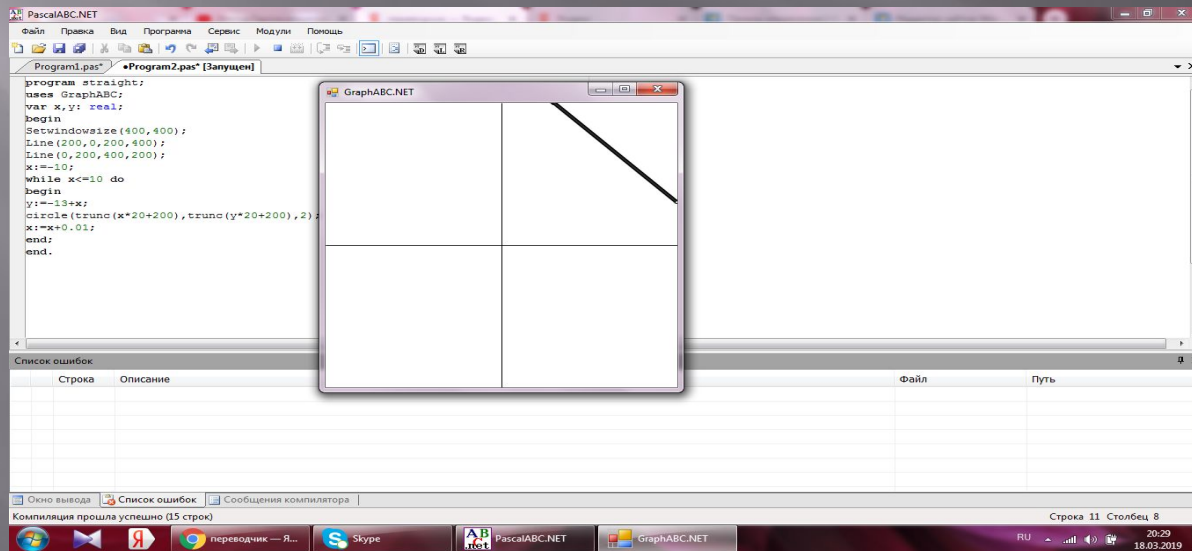 PascalABC.NET
Файл Правка Вид Программа Сервис Модули Помощь
Program1.pas* •Program2.pas* [Запущен]
program straight;
uses GraphABC;
var x,y: real;
begin
Setwindowsize(400,400);
Line(200,0,200,400);
Line(0,200,400,200);
x:=-10;
while x<=10 do
begin
y:=-13+x;
circle(trunc(x*20+200),trunc(y*20+200),2);
x:=x+0.01;
end;
end.
GraphABC.NET
Список ошибок
Строка Описание Файл Путь
Окно вывода Список ошибок Сообщения компилятора
Компиляция прошла успешно (15 строк) Строка 11 Столбец 8
переводчик — Я... Skype PascalABC.NET GraphABC.NET RU 20:29
18.03.2019